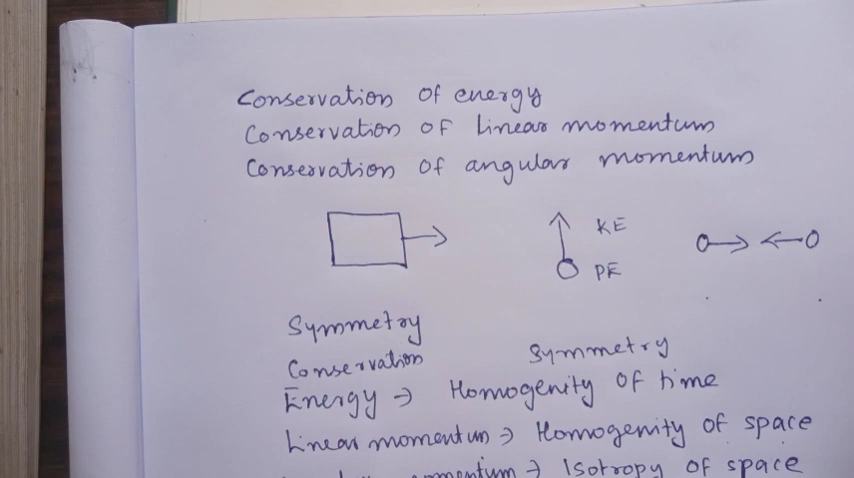 Conservation of energy
Conservation of Linear momentum
Conservation of angular momentum
KE
PE
Symmetry
Conservation Symmetry
Energy → Homogenity of time
Linear momentum → Homogenity of space
momentum → Isotropy of space